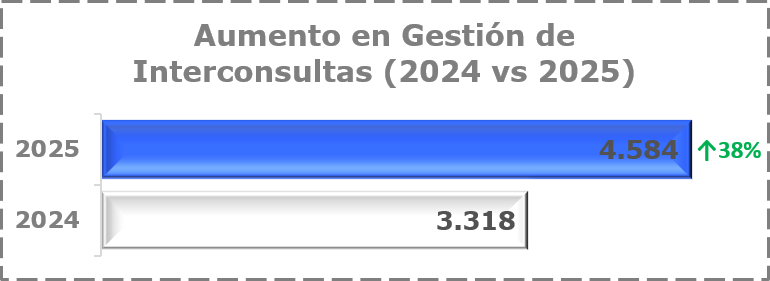 Aumento en Gestión de
Interconsultas (2024 vs 2025)
2025
4.584
↑38%
2024
3.318